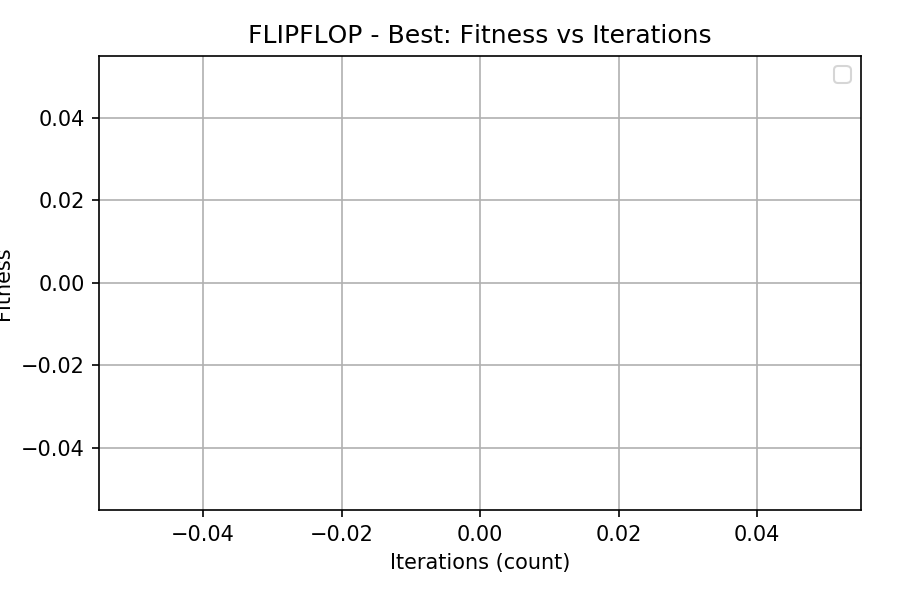 FLIPFLOP - Best: Fitness vs Iterations
0.04
0.02
0.00
−0.02
−0.04
Fitness
−0.04 −0.02 0.00 0.02 0.04
Iterations (count)